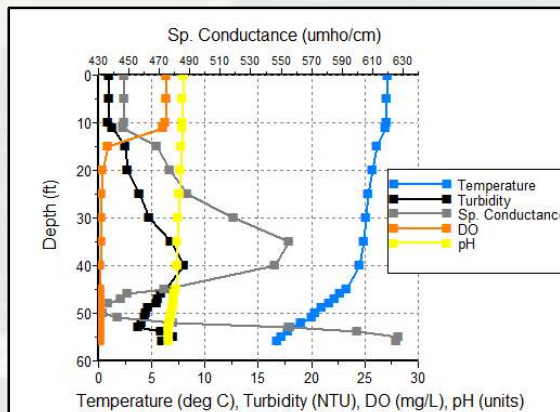 Sp. Conductance (umho/cm)
430 450 470 490 510 530 550 570 590 610 630
0
10
20
30
40
50
60
Depth (ft)
Temperature
Turbidity
Sp. Conductance
DO
pH
0 5 10 15 20 25 30
Temperature (deg C), Turbidity (NTU), DO (mg/L), pH (units)